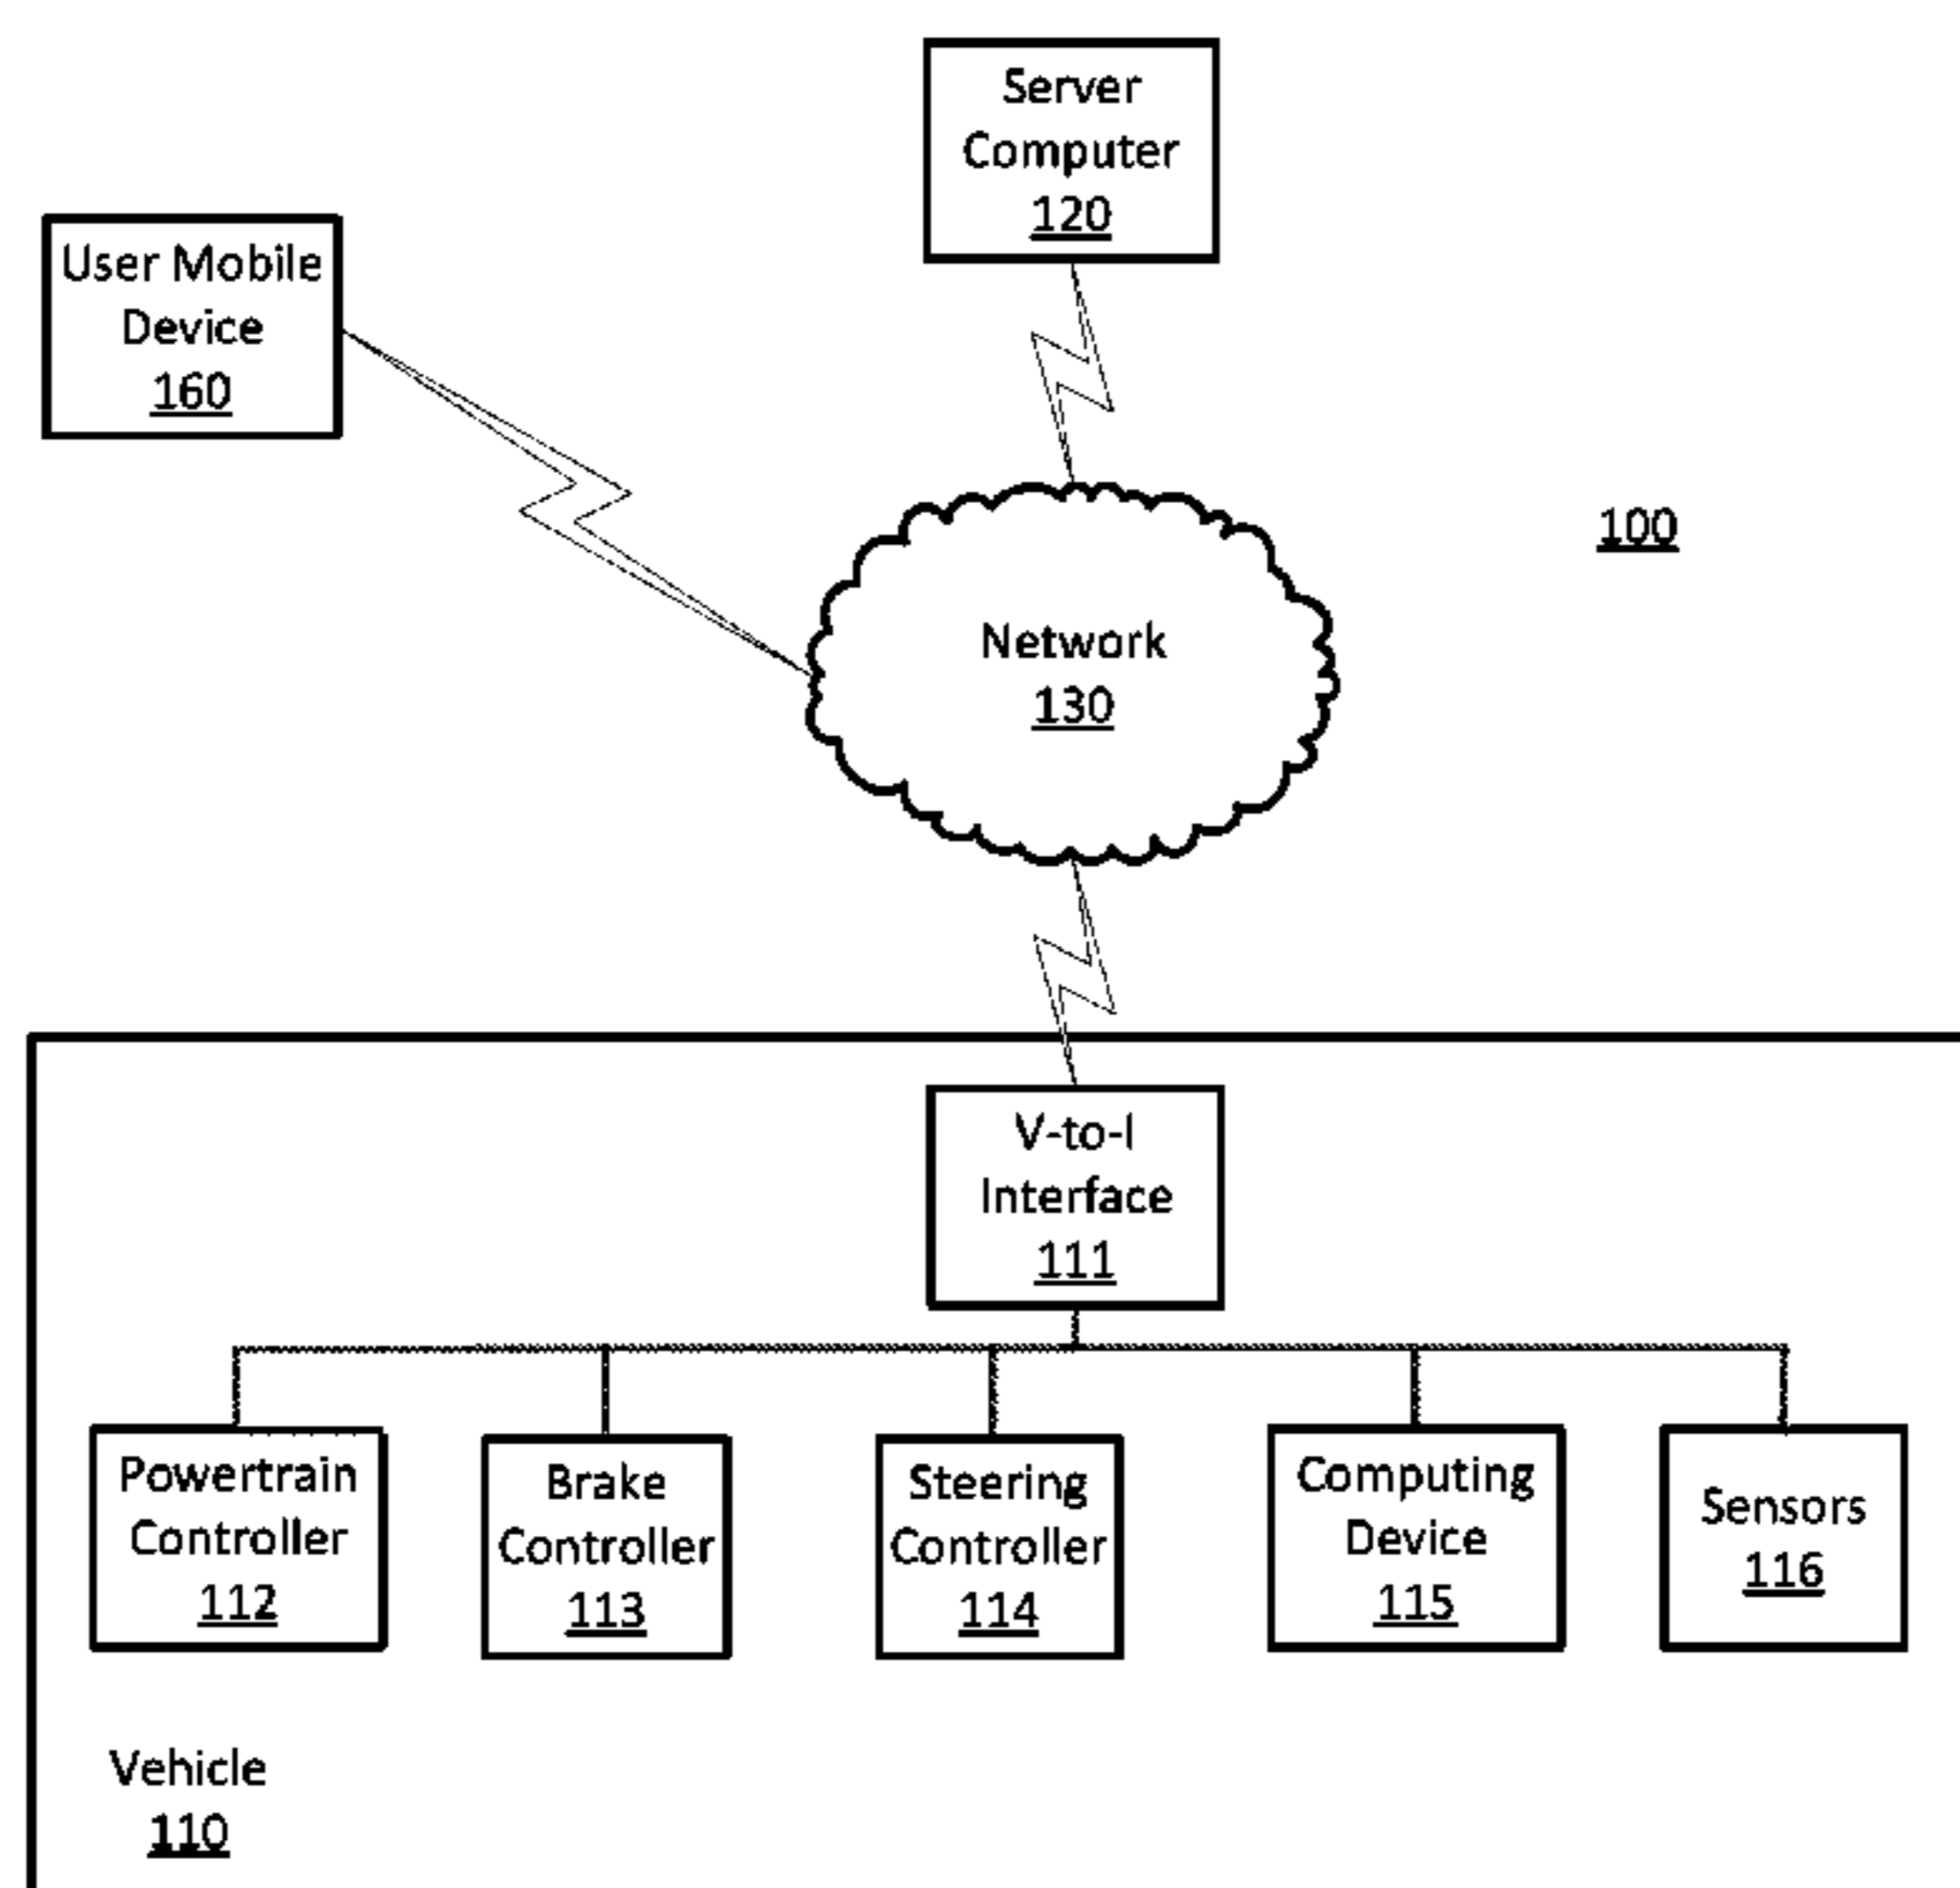 Server
Computer
120
User Mobile
Device
160
100
Network
130
V-to-I
Interface
111
Powertrain
Controller
112
Brake
Controller
113
Steering
Controller
114
Computing
Device
115
Sensors
116
Vehicle
110